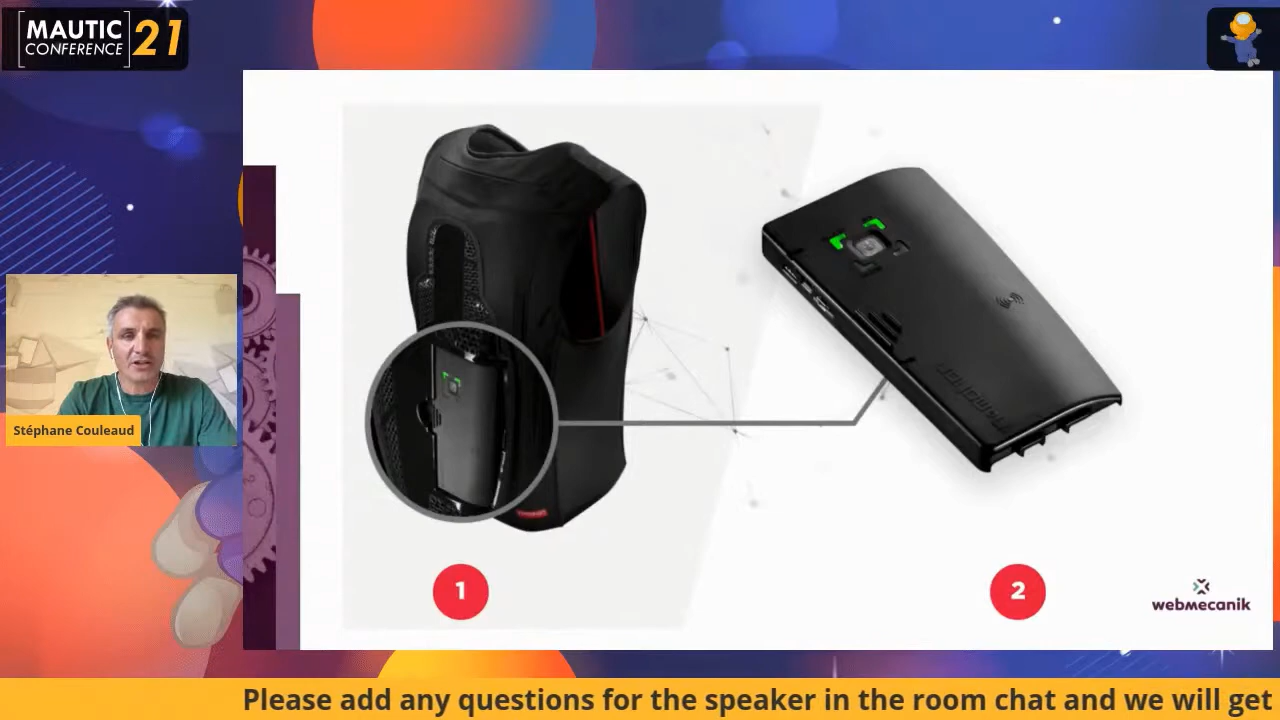 MAUTIC
CONFERENCE
21
Stéphane Couleaud
1
2
webmecanik
Please add any questions for the speaker in the room chat and we will get